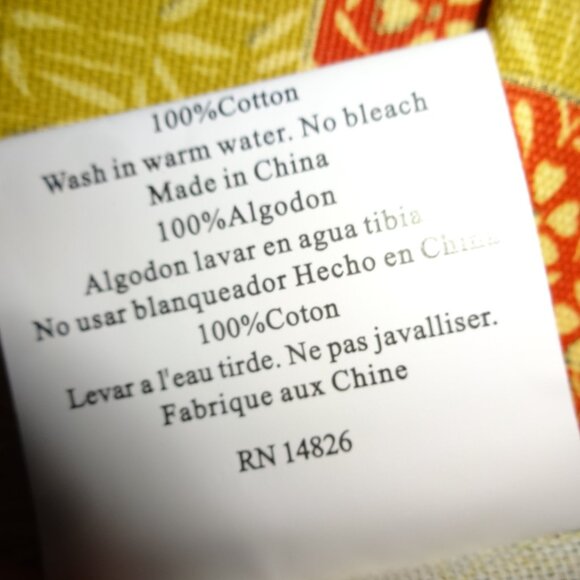 100%Cotton
Wash in warm water. No bleach
Made in China
100%Algodon
Algodon lavar en agua tibia
No usar blanqueador Hecho en China
100%Coton
Levar a l'eau tirde. Ne pas javalliser.
Fabrique aux Chine
RN 14826